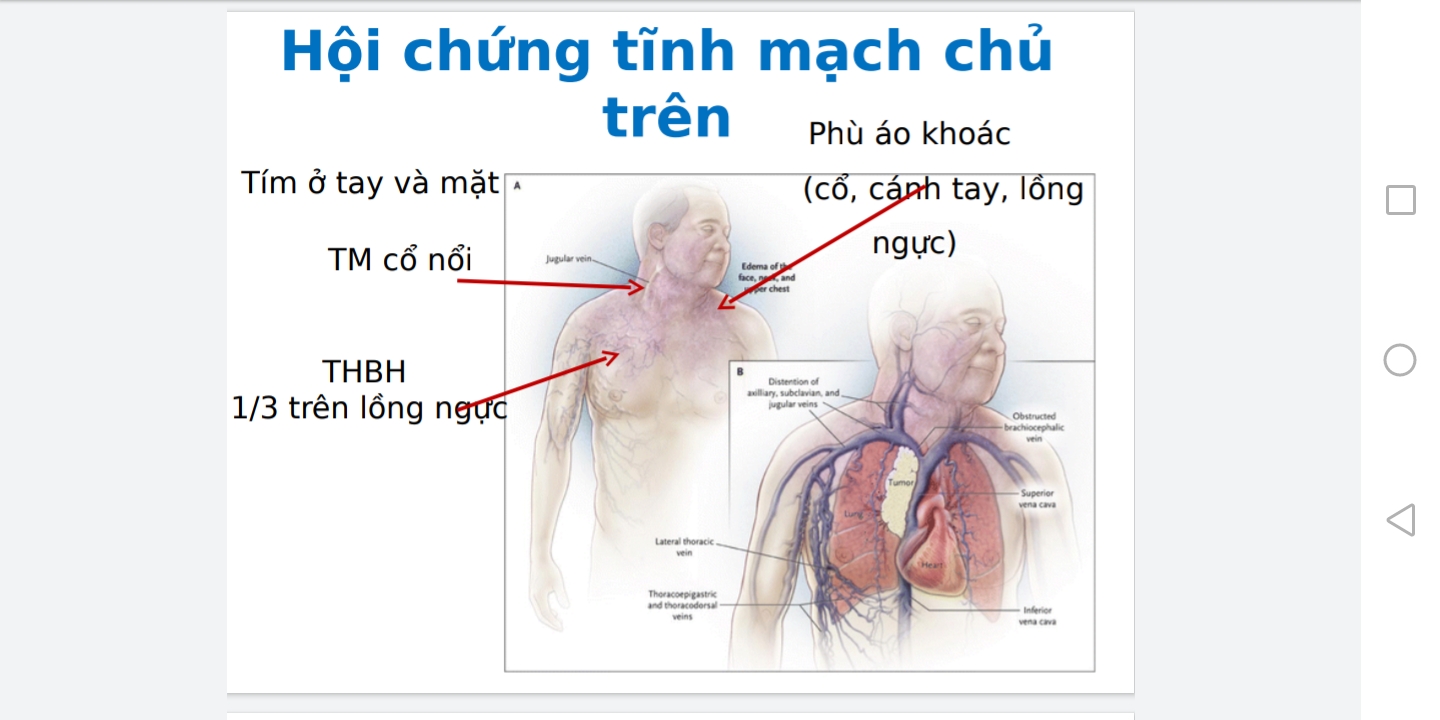 Hội chứng tĩnh mạch chủ
trên
Phù áo khoác
(cổ, cánh tay, lồng
ngực)
Tím ở tay và mặt
TM cổ nổi
THBH
1/3 trên lồng ngực
A
Jugular vein
Edema of the
face, neck, and
upper chest
B
Distention of
axilliary, subclavian, and
jugular veins
Obstructed
brachiocephalic
vein
Tumor
Superior
vena cava
Lung
Lateral thoracic
vein
Heart
Thoracoepigastric
and thoracodorsal
veins
Inferior
vena cava